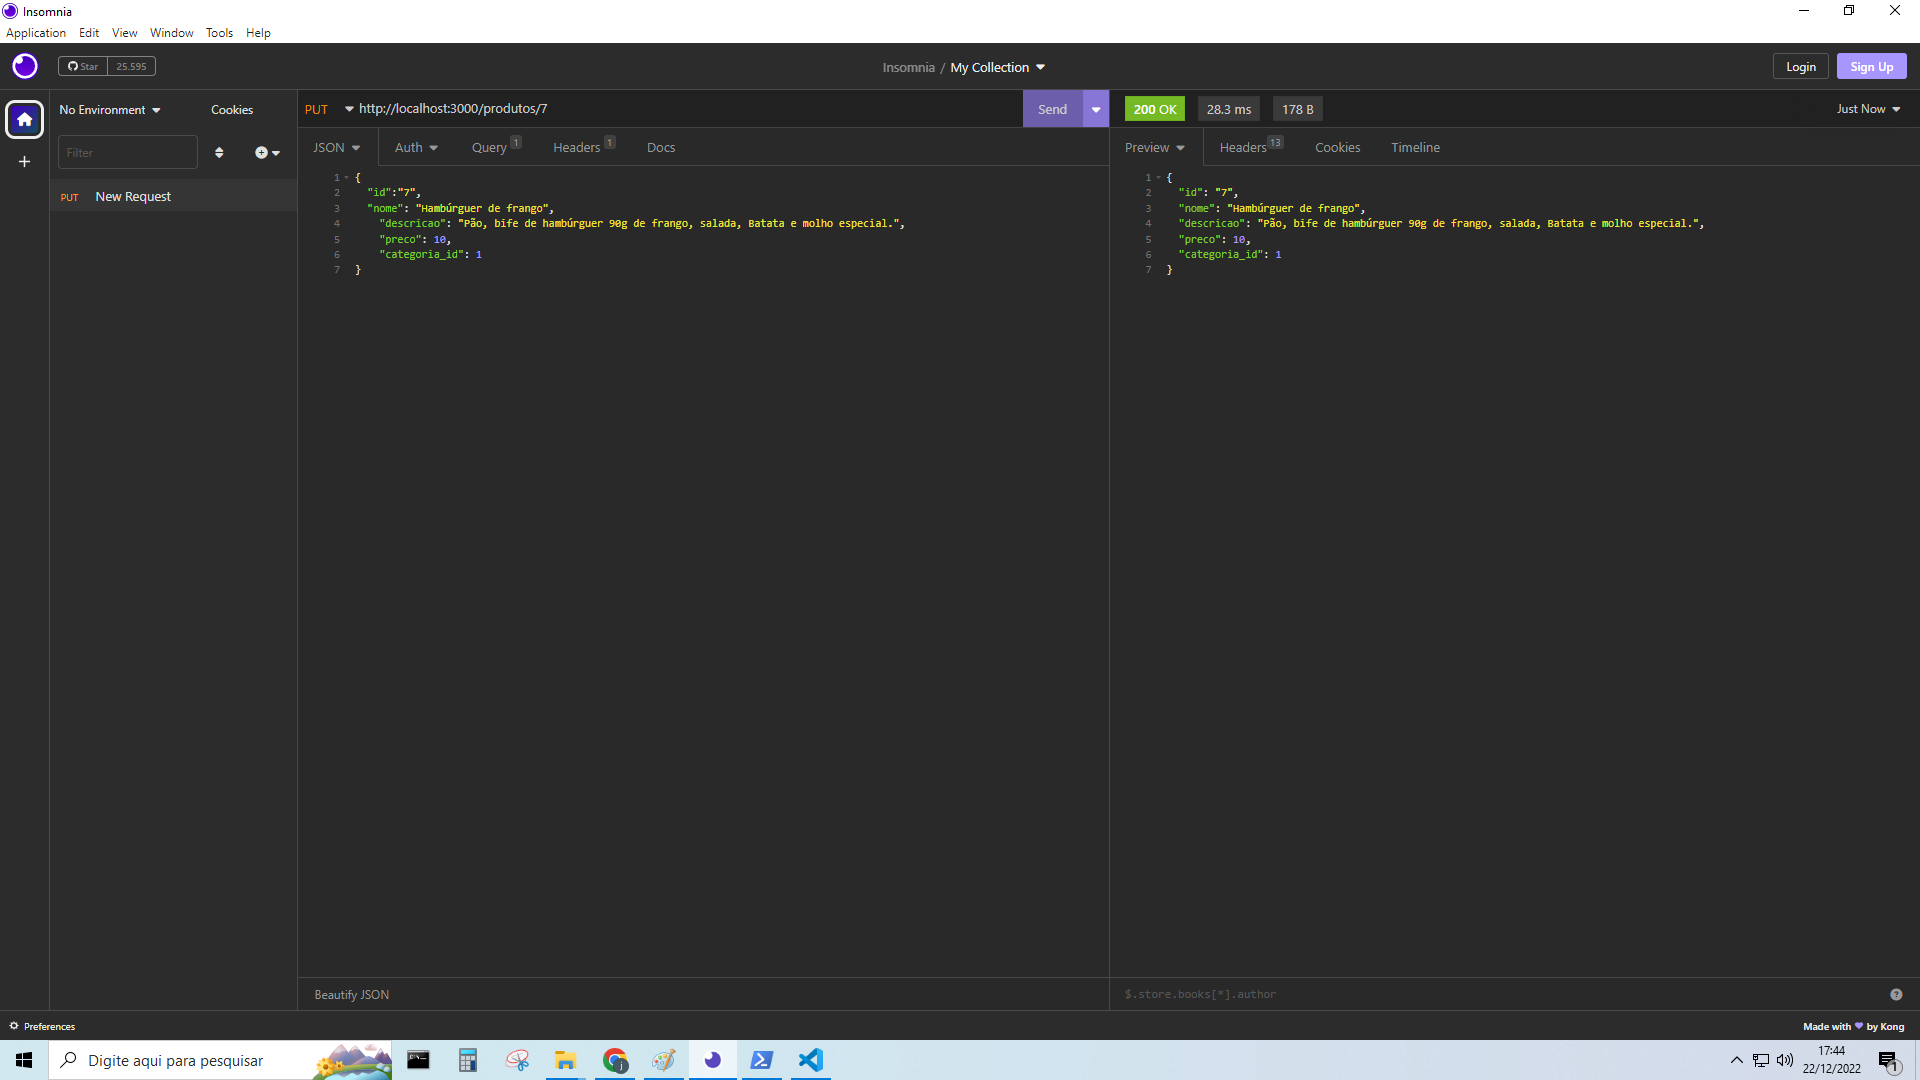 Insomnia
Application Edit View Window Tools Help
Star 25.595
Insomnia / My Collection
Login Sign Up
No Environment Cookies
Filter
PUT New Request
PUT http://localhost:3000/produtos/7 Send
JSON Auth Query 1 Headers 1 Docs
1 {
2 "id":"7",
3 "nome": "Hambúrguer de frango",
4 "descricao": "Pão, bife de hambúrguer 90g de frango, salada, Batata e molho especial.",
5 "preco": 10,
6 "categoria_id": 1
7 }
Beautify JSON
200 OK 28.3 ms 178 B Just Now
Preview Headers 13 Cookies Timeline
1 {
2 "id": "7",
3 "nome": "Hambúrguer de frango",
4 "descricao": "Pão, bife de hambúrguer 90g de frango, salada, Batata e molho especial.",
5 "preco": 10,
6 "categoria_id": 1
7 }
$.store.books[*].author
Preferences
Made with by Kong
Digite aqui para pesquisar
17:44
22/12/2022
1